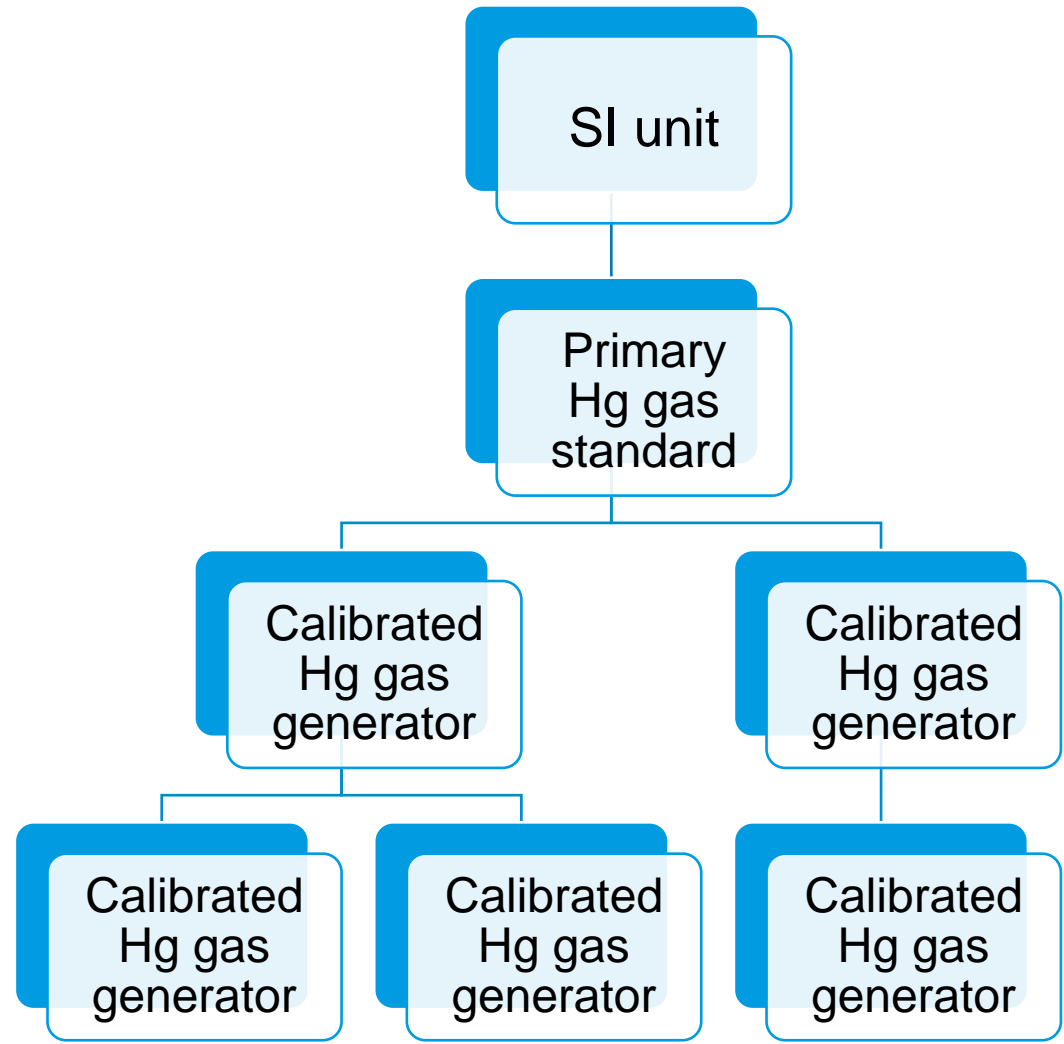 SI unit
Primary
Hg gas
standard
Calibrated
Hg gas
generator
Calibrated
Hg gas
generator
Calibrated
Hg gas
generator
Calibrated
Hg gas
generator
Calibrated
Hg gas
generator